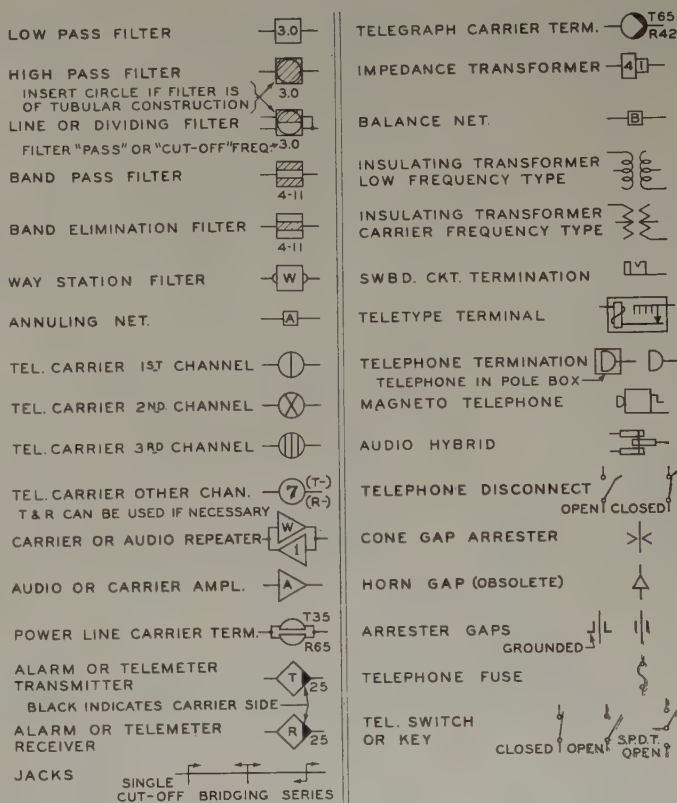 LOW PASS FILTER 3.0
HIGH PASS FILTER
INSERT CIRCLE IF FILTER IS 3.0
OF TUBULAR CONSTRUCTION
LINE OR DIVIDING FILTER
FILTER "PASS" OR "CUT-OFF" FREQ. 3.0
BAND PASS FILTER
4-11
BAND ELIMINATION FILTER
4-11
WAY STATION FILTER W
ANNULING NET. A
TEL. CARRIER 1ST CHANNEL
TEL. CARRIER 2ND CHANNEL
TEL. CARRIER 3RD CHANNEL
TEL. CARRIER OTHER CHAN. 7 (T-) (R-)
T & R CAN BE USED IF NECESSARY
CARRIER OR AUDIO REPEATER W 1
AUDIO OR CARRIER AMPL. A
POWER LINE CARRIER TERM. T35 R65
ALARM OR TELEMETER
TRANSMITTER T 25
BLACK INDICATES CARRIER SIDE
ALARM OR TELEMETER
RECEIVER R 25
JACKS
SINGLE
CUT-OFF BRIDGING SERIES
TELEGRAPH CARRIER TERM. T65 R42
IMPEDANCE TRANSFORMER 4 1
BALANCE NET. B
INSULATING TRANSFORMER
LOW FREQUENCY TYPE
INSULATING TRANSFORMER
CARRIER FREQUENCY TYPE
SWBD. CKT. TERMINATION
TELETYPE TERMINAL
TELEPHONE TERMINATION
TELEPHONE IN POLE BOX
MAGNETO TELEPHONE
AUDIO HYBRID
TELEPHONE DISCONNECT
OPEN CLOSED
CONE GAP ARRESTER
HORN GAP (OBSOLETE)
ARRESTER GAPS
GROUNDED
TELEPHONE FUSE
TEL. SWITCH
OR KEY
CLOSED OPEN S.P.D.T. OPEN